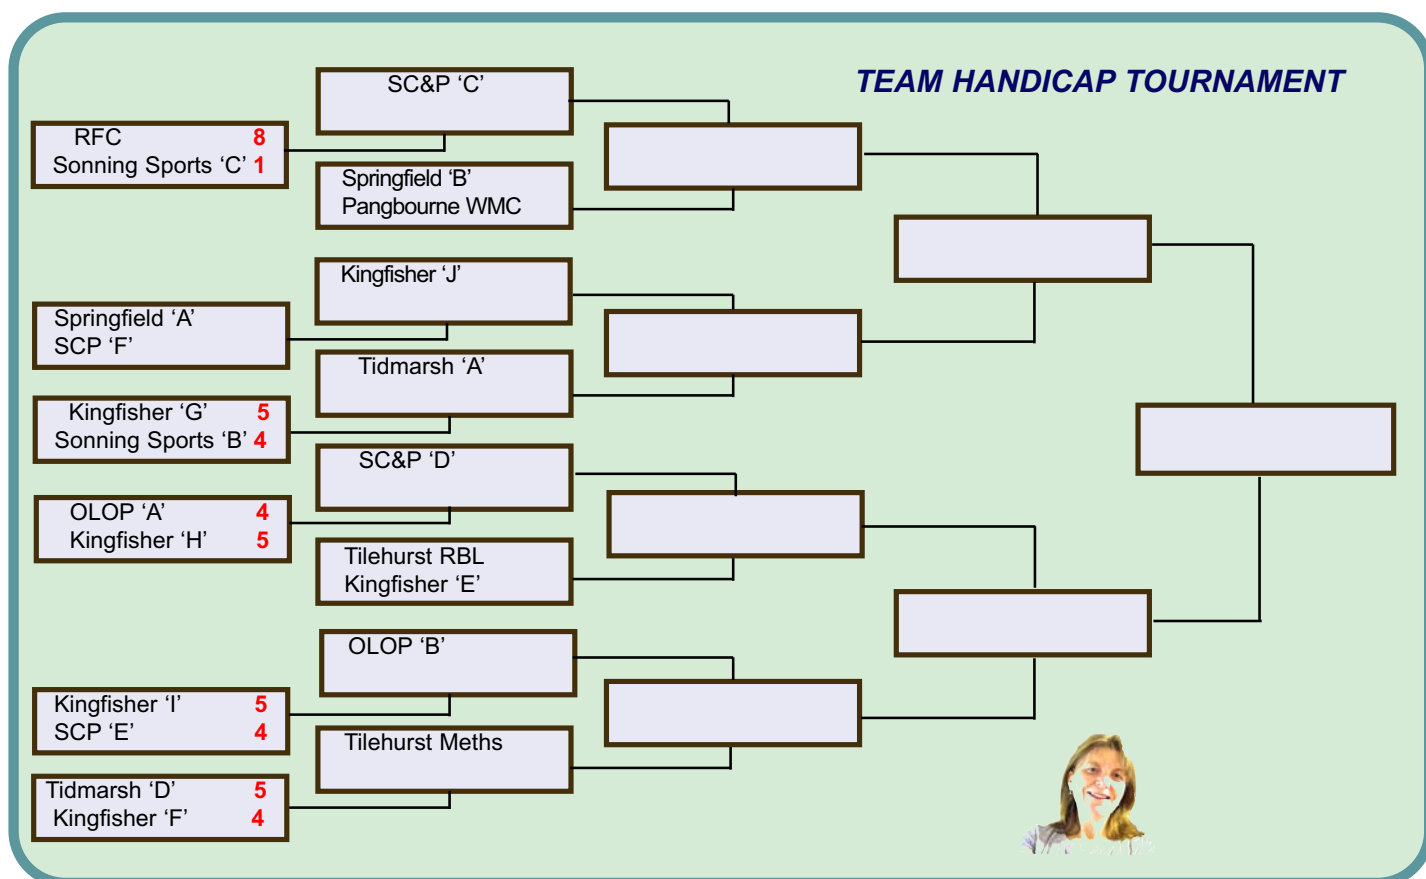 TEAM HANDICAP TOURNAMENT
RFC 8
Sonning Sports ‘C’ 1
Springfield ‘A’
SCP ‘F’
Kingfisher ‘G’ 5
Sonning Sports ‘B’ 4
OLOP ‘A’ 4
Kingfisher ‘H’ 5
Kingfisher ‘I’ 5
SCP ‘E’ 4
Tidmarsh ‘D’ 5
Kingfisher ‘F’ 4
SC&P ‘C’
Springfield ‘B’
Pangbourne WMC
Kingfisher ‘J’
Tidmarsh ‘A’
SC&P ‘D’
Tilehurst RBL
Kingfisher ‘E’
OLOP ‘B’
Tilehurst Meths